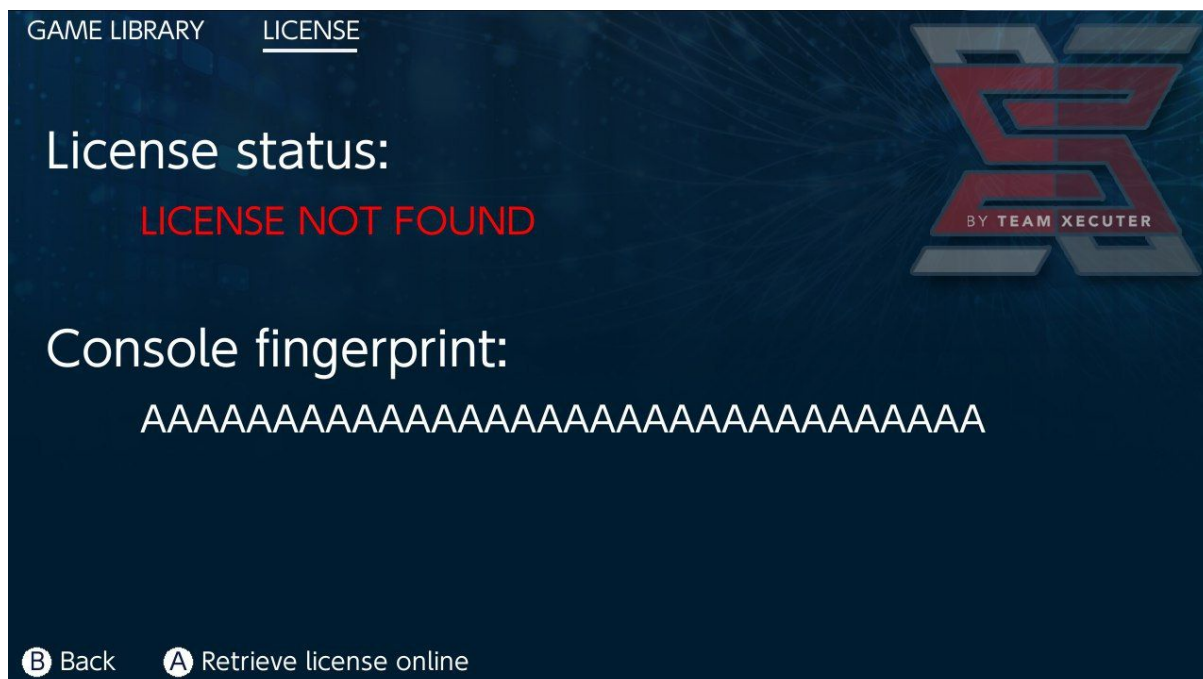 GAME LIBRARY LICENSE
License status:
LICENSE NOT FOUND
BY TEAM XECUTER
Console fingerprint:
AAAAAAAAAAAAAAAAAAAAAAAAAAAAAAAA
B Back A Retrieve license online